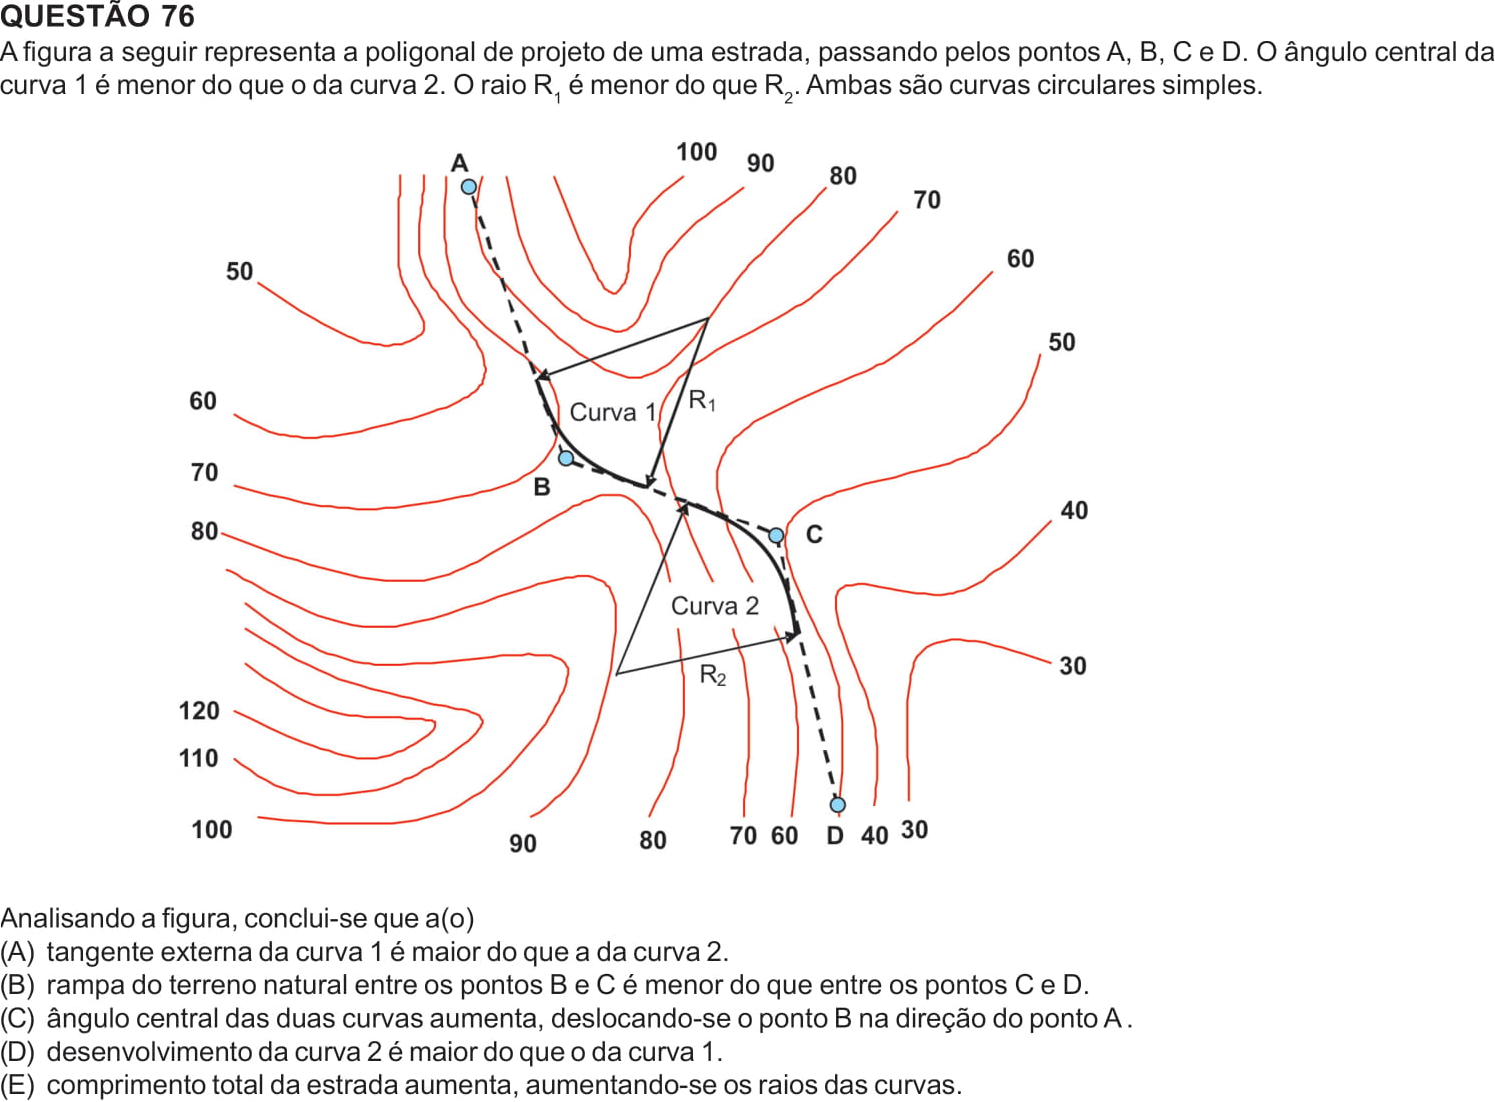 QUESTÃO 76
A figura a seguir representa a poligonal de projeto de uma estrada, passando pelos pontos A, B, C e D. O ângulo central da
curva 1 é menor do que o da curva 2. O raio R1 é menor do que R2. Ambas são curvas circulares simples.
A
100
90
80
70
60
50
50
60
Curva 1
R1
70
B
80
40
C
Curva 2
30
R2
120
110
100
90
80
70
60
D
40
30
Analisando a figura, conclui-se que a(o)
(A) tangente externa da curva 1 é maior do que a da curva 2.
(B) rampa do terreno natural entre os pontos B e C é menor do que entre os pontos C e D.
(C) ângulo central das duas curvas aumenta, deslocando-se o ponto B na direção do ponto A .
(D) desenvolvimento da curva 2 é maior do que o da curva 1.
(E) comprimento total da estrada aumenta, aumentando-se os raios das curvas.